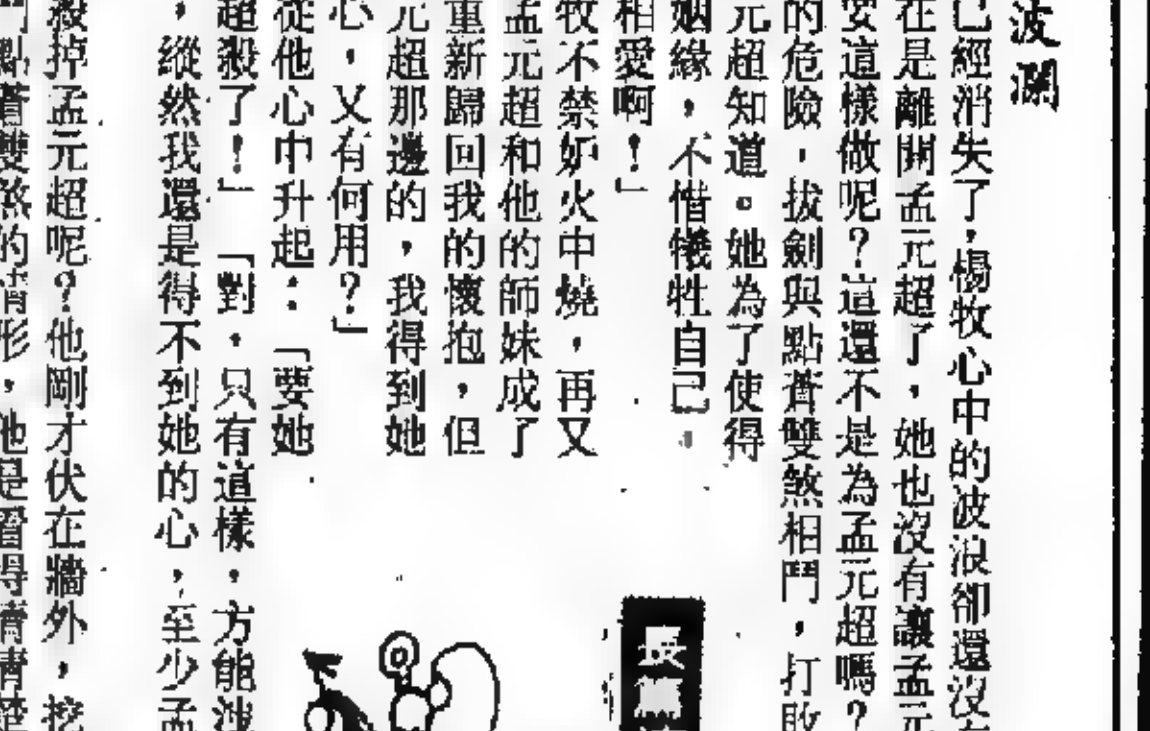 波瀾
已經消失了,楊牧心中的波浪卻還沒有
在是離開孟元超了,她也沒有讓孟元
要這樣做呢?這還不是為孟元超嗎?
的危險,拔劍與點蒼雙煞相鬥,打敗
元超知道。她為了使得
姻緣,不惜犧牲自己。
相愛啊!」
牧不禁妒火中燒,再又
孟元超和他的師妹成了
重新歸回我的懷抱,但
元超那邊的,我得到她
心,又有何用?」
從他心中升起:「要她
超殺了!」「對,只有這樣,方能洩
,縱然我還是得不到她的心,至少孟
殺掉孟元超呢?他剛才伏在牆外,挖
點蒼雙煞的情形,他是看得清清楚
長篇